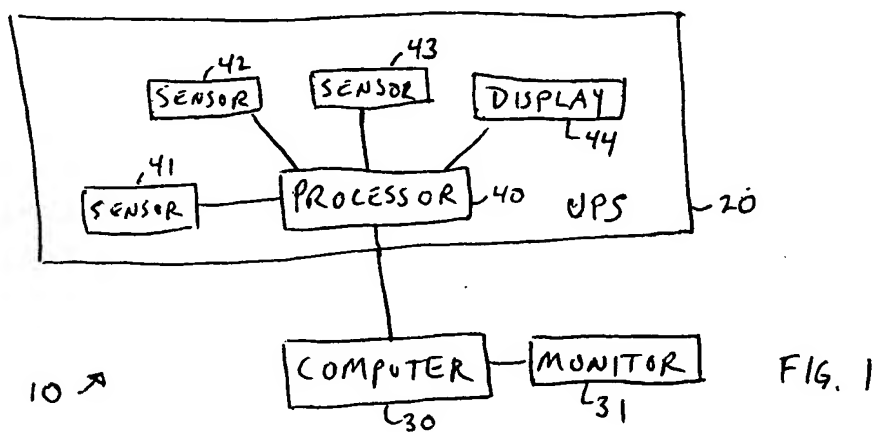 42
43
SENSOR
SENSOR
DISPLAY
44
41
SENSOR
PROCESSOR
40
UPS
20
COMPUTER
MONITOR
FIG. 1
10
30
31